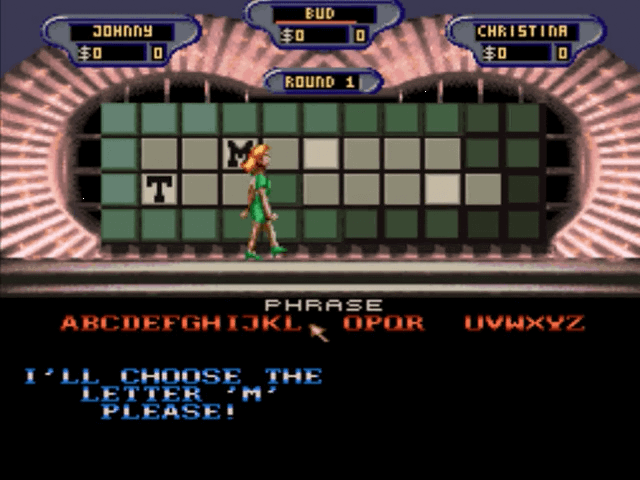 JOHNNY
$0 0
BUD
$0 0
CHRISTINA
$0 0
ROUND 1
M
T
PHRASE
ABCDEFGHIJKL OPQR UVWXYZ
I'LL CHOOSE THE
LETTER 'M'
PLEASE!